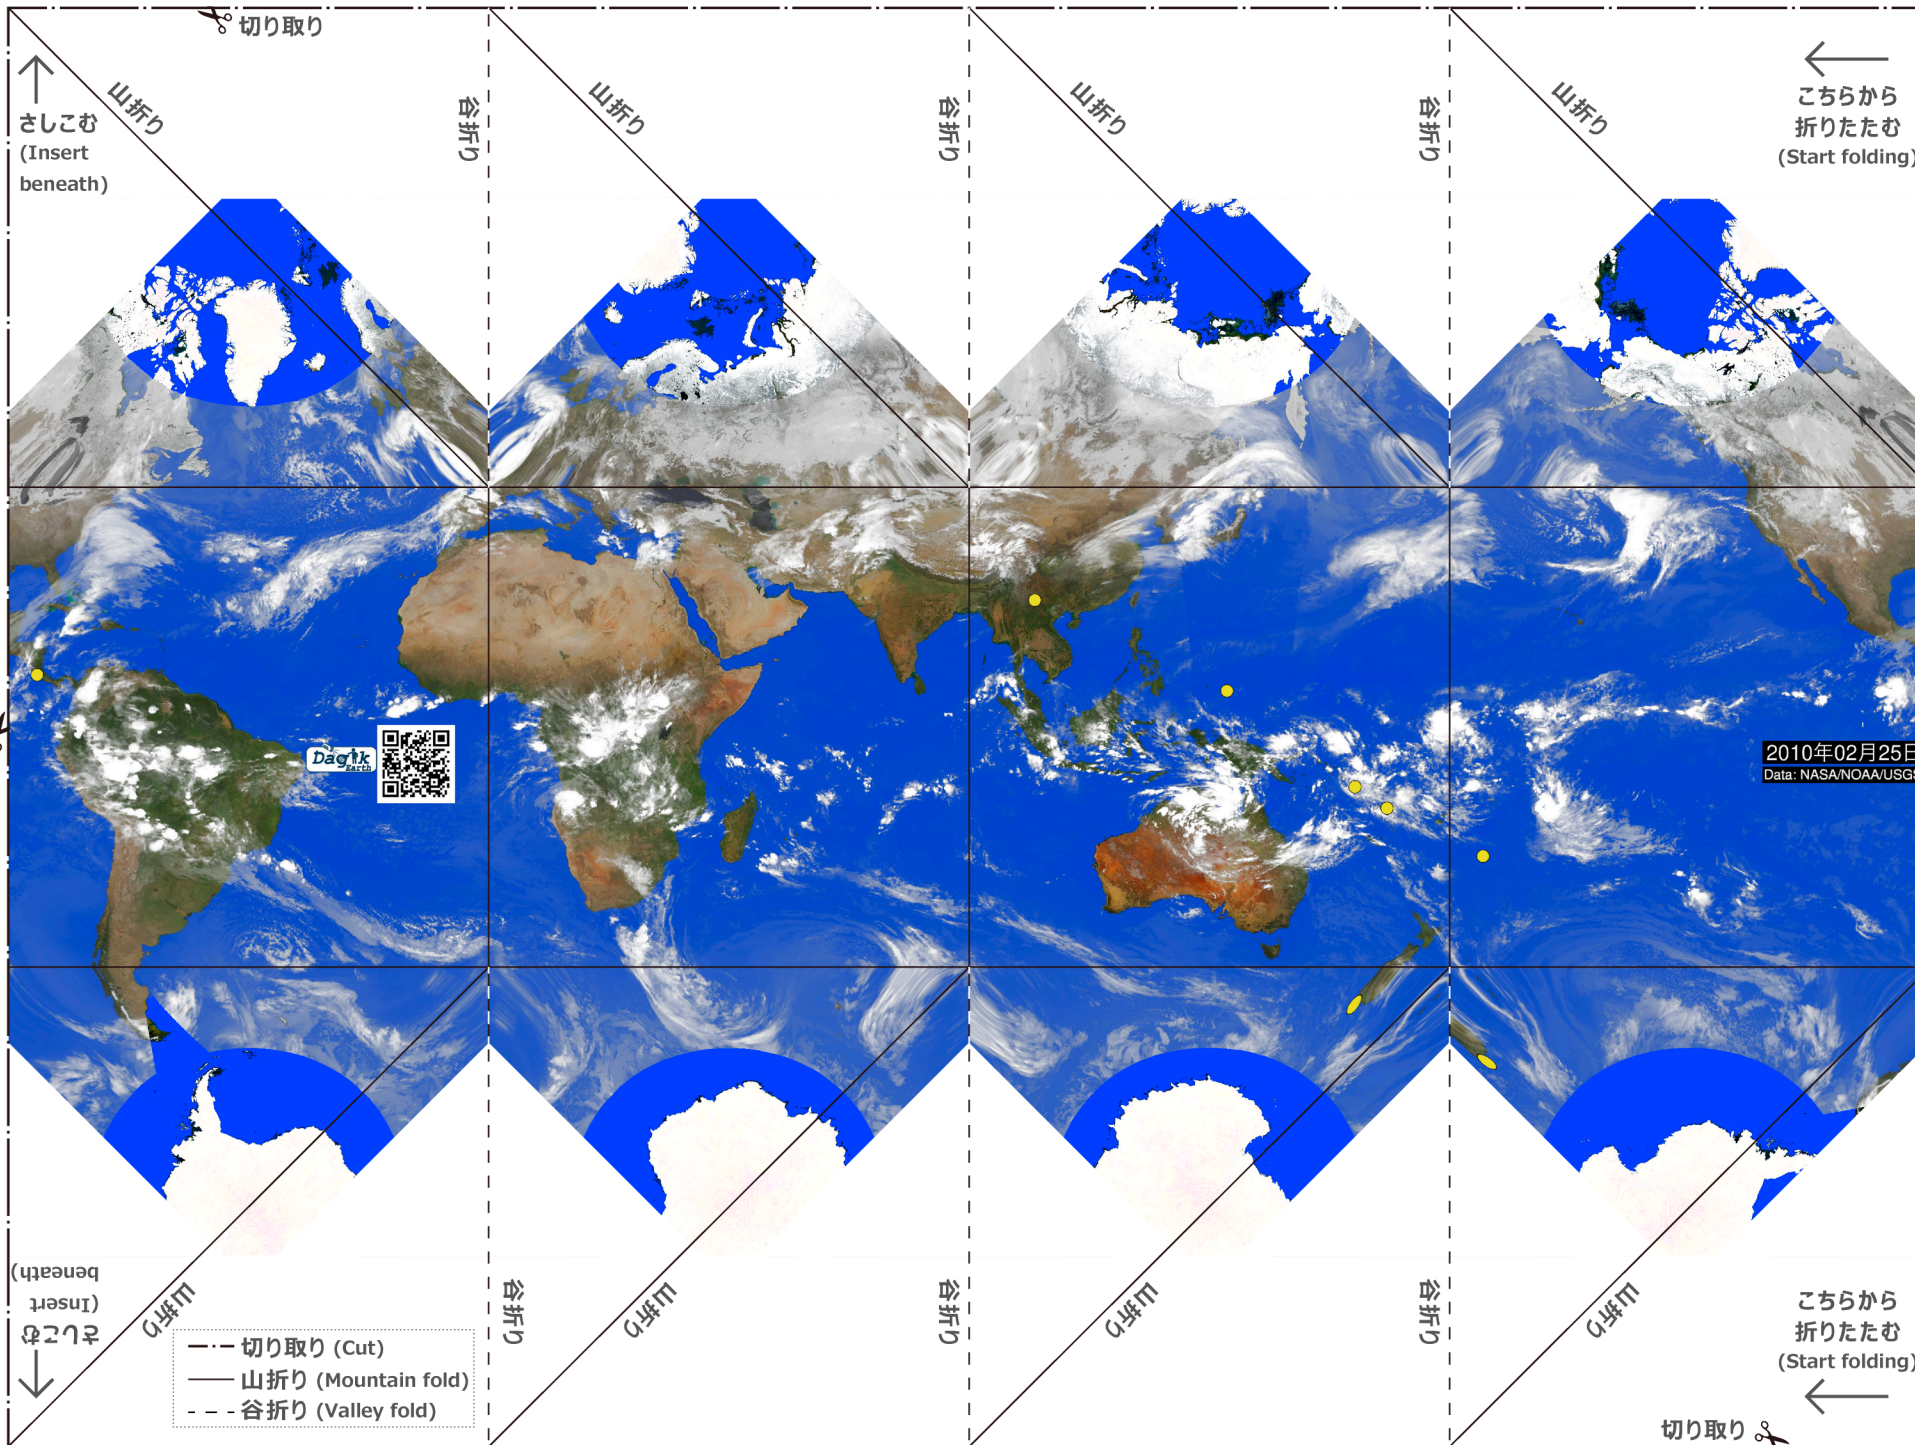 切り取り
山折り
山折り
山折り
山折り
谷折り
谷折り
谷折り
さしこむ
(Insert
beneath)
こちらから
折りたたむ
(Start folding)
Dagik
Earth
2010年02月25日
Data: NASA/NOAA/USGS
さしこむ
(Insert
beneath)
山折り
山折り
山折り
山折り
谷折り
谷折り
谷折り
こちらから
折りたたむ
(Start folding)
切り取り (Cut)
山折り (Mountain fold)
谷折り (Valley fold)
切り取り